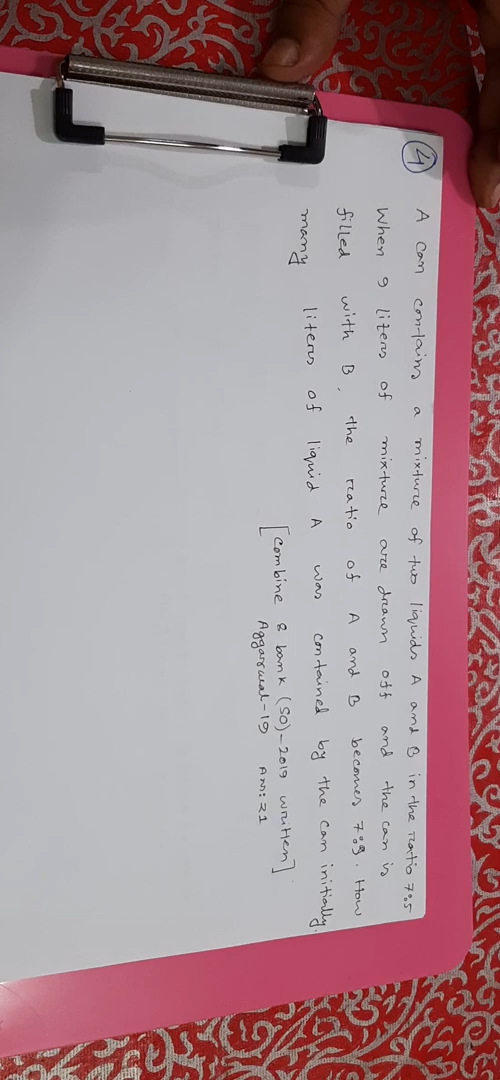 4
A can contains a mixture of two liquids A and B in the ratio 7:5
When 9 liters of mixture are drawn off and the can is
filled with B, the ratio of A and B becomes 7:9. How
many liters of liquid A was contained by the can initially.
[Combine 8 bank (SO)-2019 written]
Aggarwal-19 Ans: 21